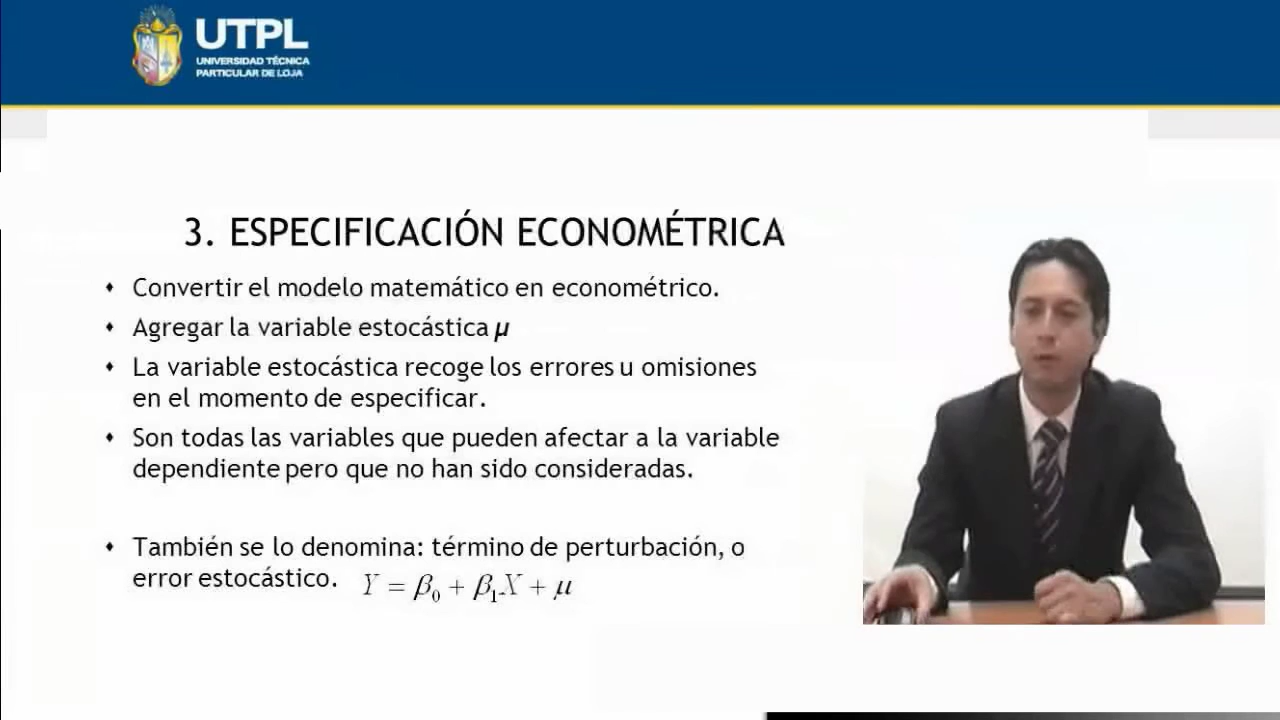 UTPL
UNIVERSIDAD TÉCNICA
PARTICULAR DE LOJA
3. ESPECIFICACIÓN ECONOMÉTRICA
Convertir el modelo matemático en econométrico.
Agregar la variable estocástica μ
La variable estocástica recoge los errores u omisiones
en el momento de especificar.
Son todas las variables que pueden afectar a la variable
dependiente pero que no han sido consideradas.
También se lo denomina: término de perturbación, o
error estocástico. Y = β₀ + β₁X + μ